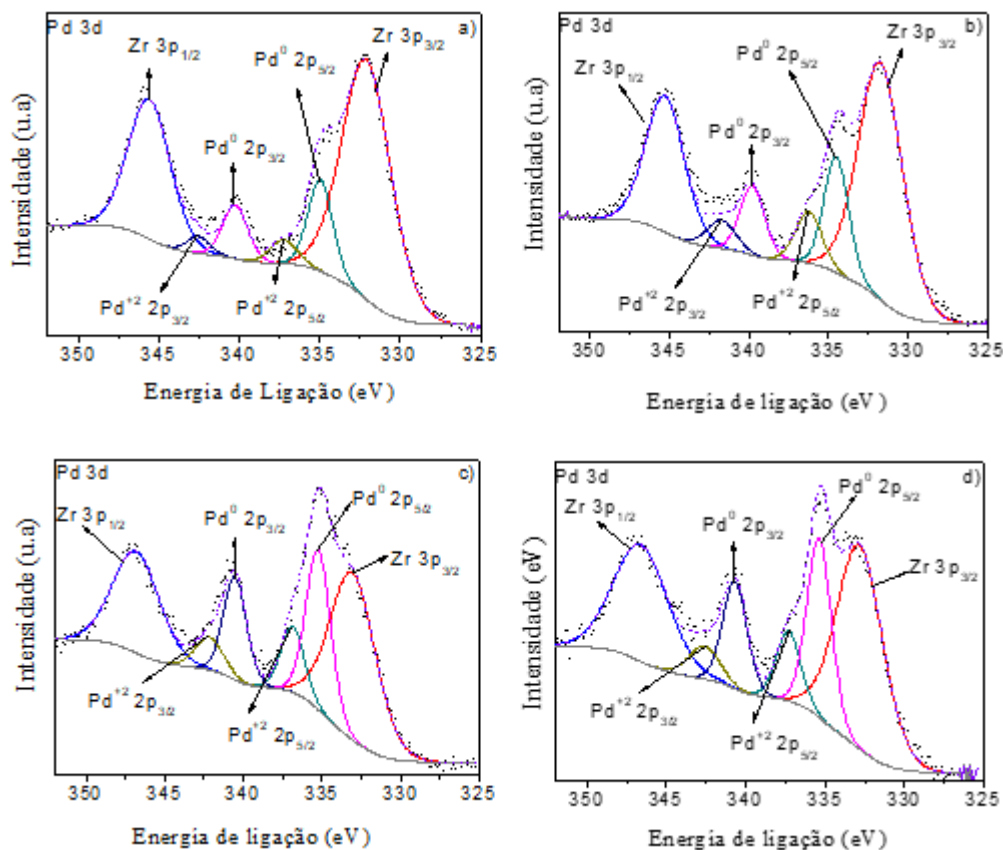 Pd 3d
a)
Zr 3p1/2
Pd0 2p5/2
Zr 3p3/2
Pd0 2p3/2
Pd+2 2p3/2
Pd+2 2p5/2
Intensidade (u.a)
350 345 340 335 330 325
Energia de Ligação (eV)
Pd 3d
b)
Zr 3p1/2
Pd0 2p5/2
Zr 3p3/2
Pd0 2p3/2
Pd+2 2p3/2
Pd+2 2p5/2
Intensidade (u.a)
350 345 340 335 330 325
Energia de ligação (eV)
Pd 3d
c)
Zr 3p1/2
Pd0 2p3/2
Pd0 2p5/2
Zr 3p3/2
Pd+2 2p3/2
Pd+2 2p5/2
Intensidade (u.a)
350 345 340 335 330 325
Energia de ligação (eV)
Pd 3d
d)
Zr 3p1/2
Pd0 2p3/2
Pd0 2p5/2
Zr 3p3/2
Pd+2 2p3/2
Pd+2 2p5/2
Intensidade (eV)
350 345 340 335 330 325
Energia de ligação (eV)